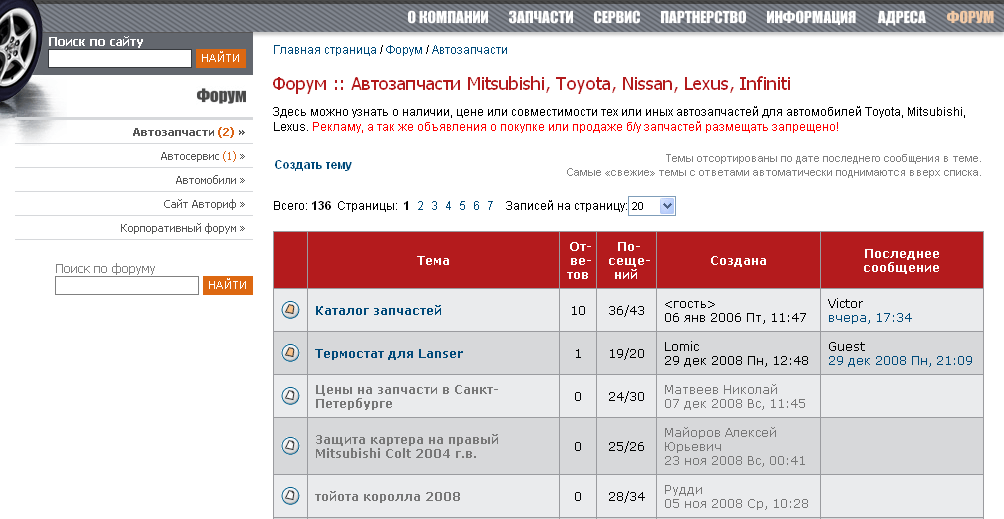 О КОМПАНИИ ЗАПЧАСТИ СЕРВИС ПАРТНЕРСТВО ИНФОРМАЦИЯ АДРЕСА ФОРУМ
Поиск по сайту
НАЙТИ
Форум
Автозапчасти (2) »
Автосервис (1) »
Автомобили »
Сайт Авториф »
Корпоративный форум »
Поиск по форуму
НАЙТИ
Главная страница / Форум / Автозапчасти
Форум :: Автозапчасти Mitsubishi, Toyota, Nissan, Lexus, Infiniti
Здесь можно узнать о наличии, цене или совместимости тех или иных автозапчастей для автомобилей Toyota, Mitsubishi,
Lexus. Рекламу, а так же объявления о покупке или продаже б/у запчастей размещать запрещено!
Создать тему
Темы отсортированы по дате последнего сообщения в теме.
Самые «свежие» темы с ответами автоматически поднимаются вверх списка.
Всего: 136 Страницы: 1 2 3 4 5 6 7 Записей на страницу: 20
Тема
От-
ве-
тов
По-
сеще-
ний
Создана
Последнее
сообщение
Каталог запчастей
10
36/43
<гость>
06 янв 2006 Пт, 11:47
Victor
вчера, 17:34
Термостат для Lanser
1
19/20
Lomic
29 дек 2008 Пн, 12:48
Guest
29 дек 2008 Пн, 21:09
Цены на запчасти в Санкт-
Петербурге
0
24/30
Матвеев Николай
07 дек 2008 Вс, 11:45
Защита картера на правый
Mitsubishi Colt 2004 г.в.
0
25/26
Майоров Алексей
Юрьевич
23 ноя 2008 Вс, 00:41
тойота королла 2008
0
28/34
Рудди
05 ноя 2008 Ср, 10:28